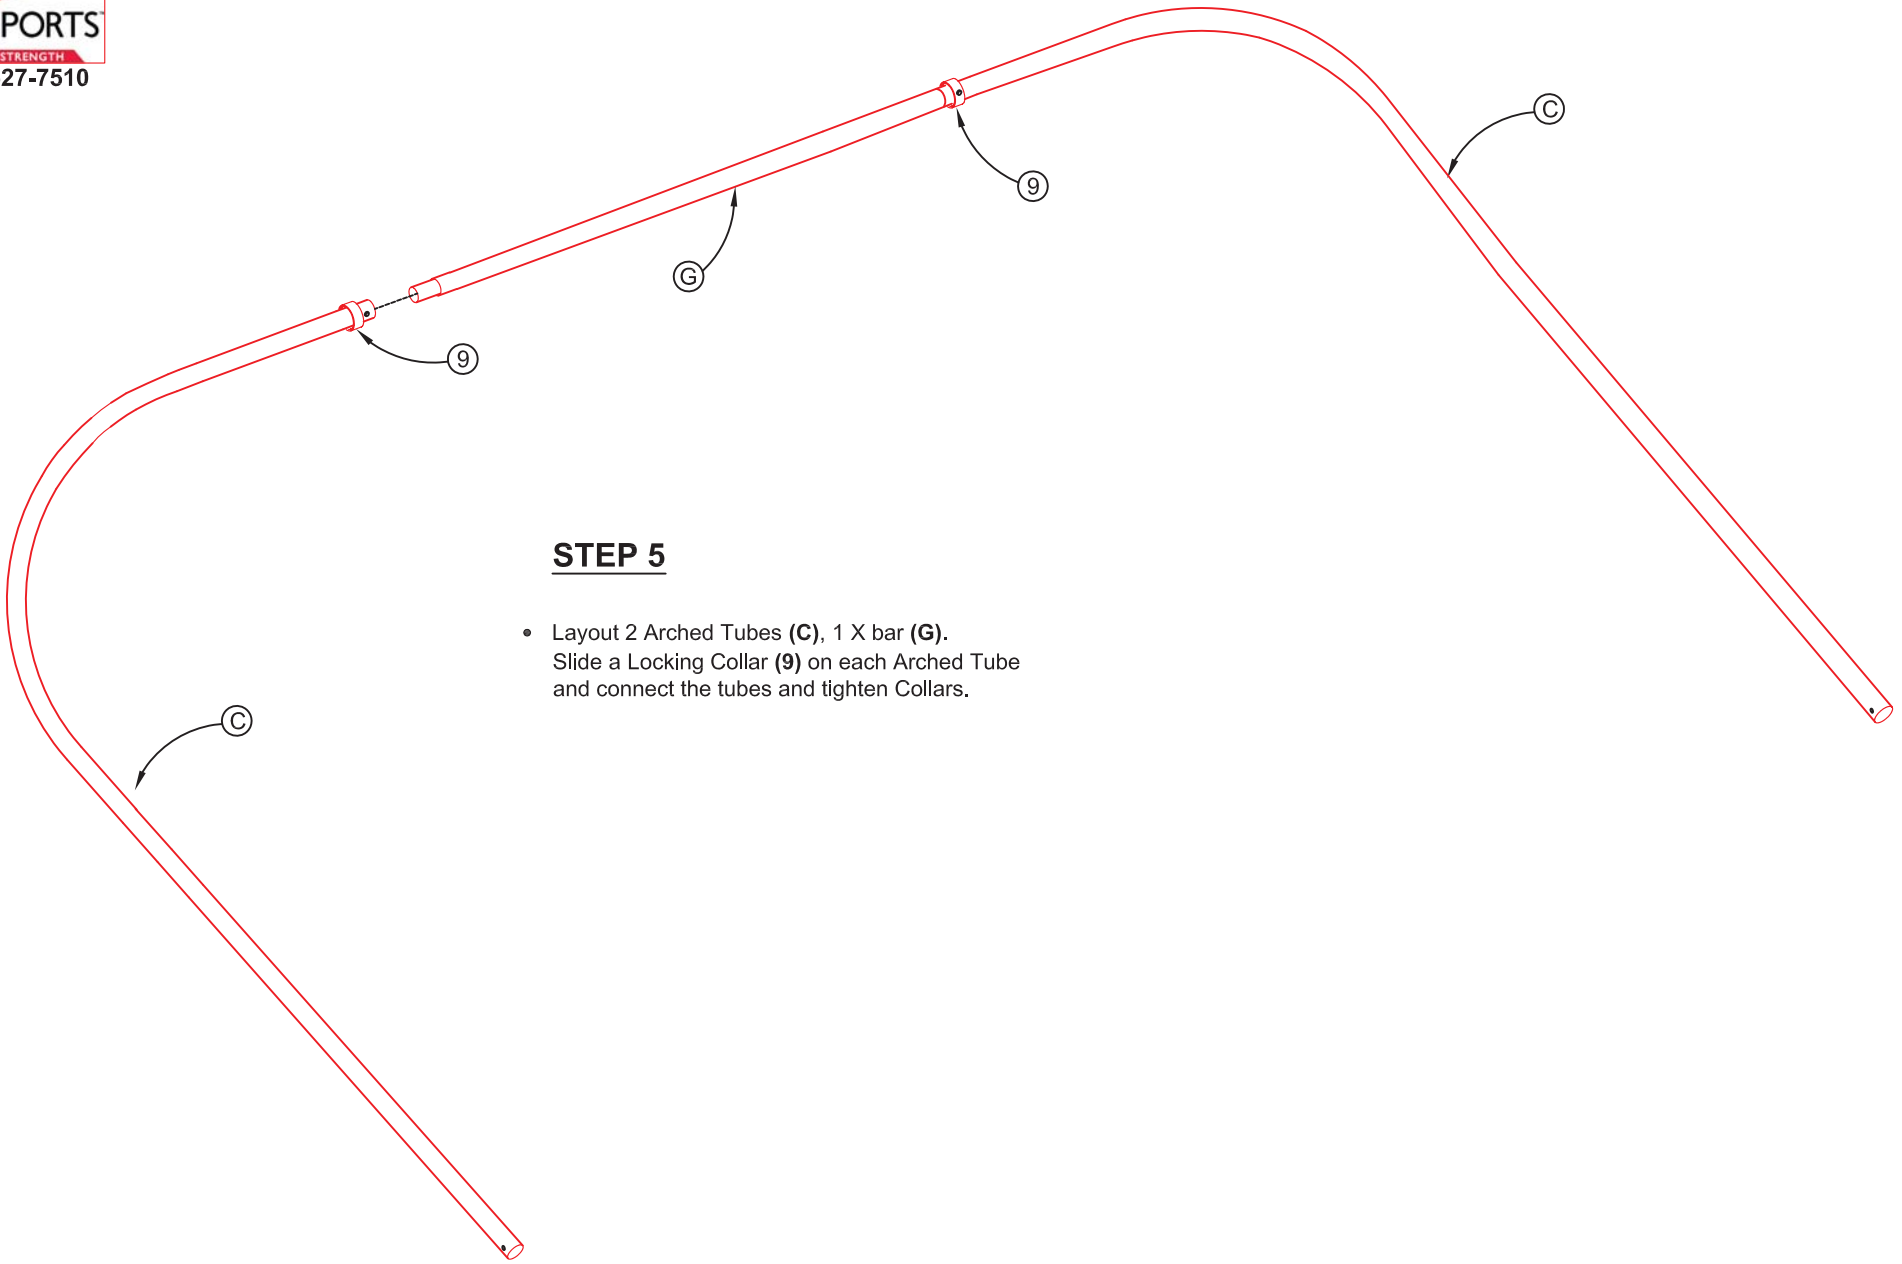 PORTS™
STRENGTH
27-7510
C
9
G
9
STEP 5
• Layout 2 Arched Tubes (C), 1 X bar (G).
Slide a Locking Collar (9) on each Arched Tube
and connect the tubes and tighten Collars.
C